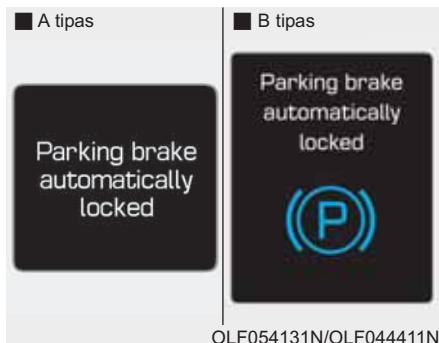 ■ A tipas
Parking brake
automatically
locked
■ B tipas
Parking brake
automatically
locked
P
OLF054131N/OLF044411N